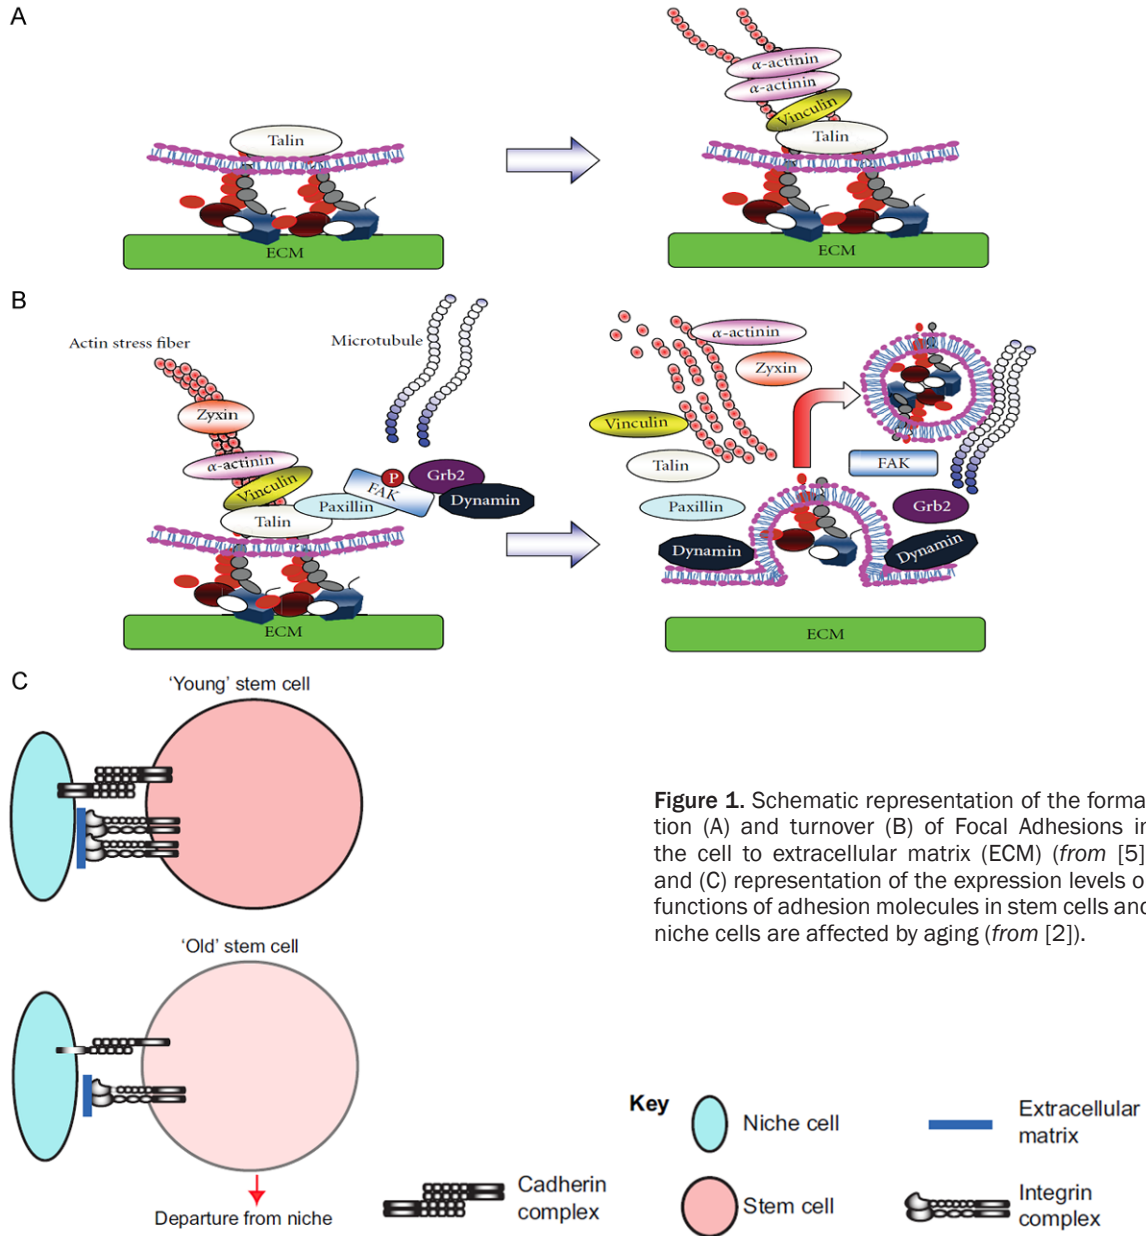 A
Talin
ECM
α-actinin
α-actinin
Vinculin
Talin
ECM
B
Actin stress fiber
Microtubule
Zyxin
α-actinin
Vinculin
Talin
Paxillin
FAK
P
Grb2
Dynamin
ECM
α-actinin
Zyxin
Vinculin
Talin
FAK
Paxillin
Grb2
Dynamin
Dynamin
ECM
C
'Young' stem cell
Figure 1. Schematic representation of the forma
tion (A) and turnover (B) of Focal Adhesions in
the cell to extracellular matrix (ECM) (from [5]
and (C) representation of the expression levels o
functions of adhesion molecules in stem cells and
niche cells are affected by aging (from [2]).
'Old' stem cell
Departure from niche
Key
Niche cell
Extracellular
matrix
Cadherin
complex
Stem cell
Integrin
complex